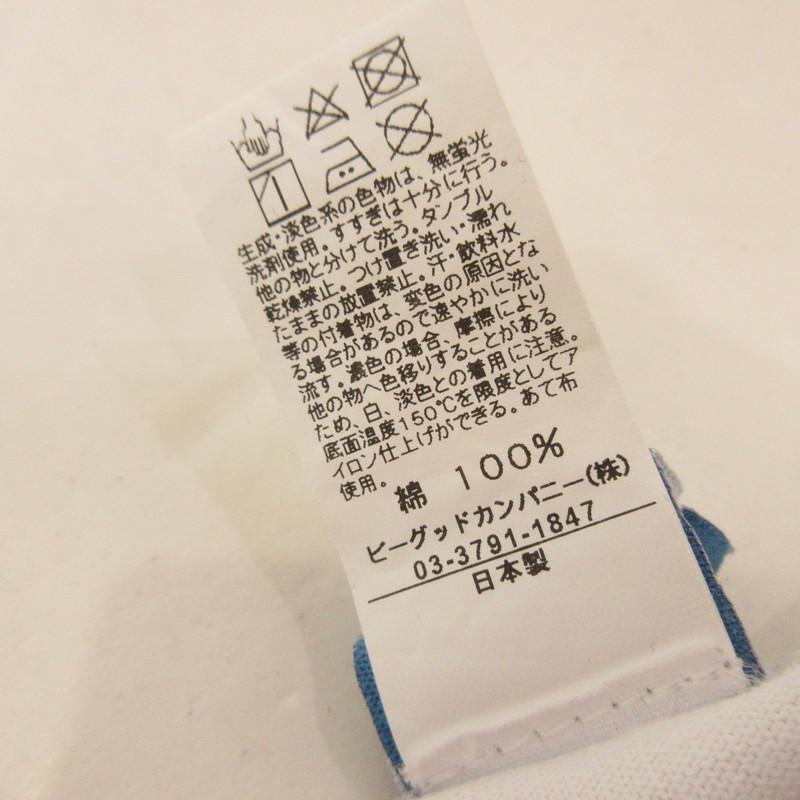 生成・淡色系の色物は、無蛍光
洗剤使用。すすぎは十分に行う。
他の物と分けて洗う。タンブル
乾燥禁止。つけ置き洗い・濡れ
たままの放置禁止。汗・飲料水
等の付着物は、変色の原因とな
る場合があるので速やかに洗い
流す。濃色の場合、摩擦により
他の物へ色移りすることがある
ため、白、淡色との着用に注意。
底面温度150℃を限度としてア
イロン仕上げができる。あて布
使用。
綿 100%
ビーグッドカンパニー(株)
03-3791-1847
日本製